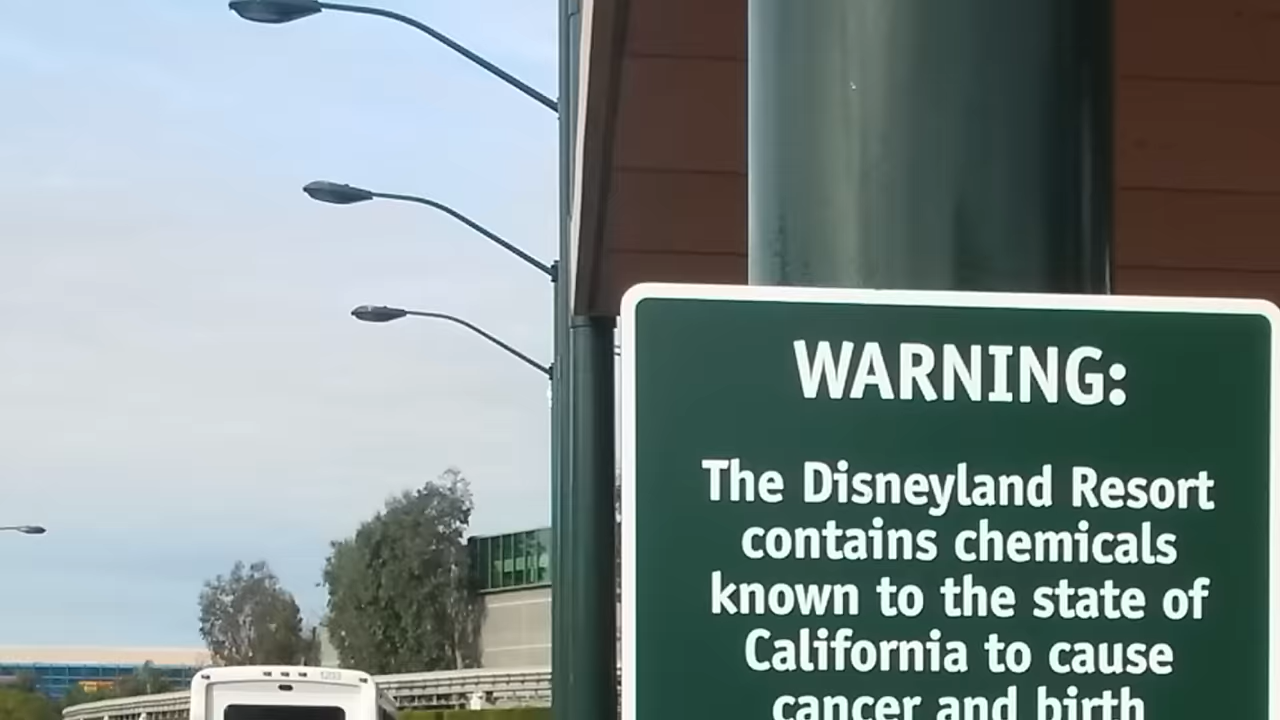 WARNING:
The Disneyland Resort
contains chemicals
known to the state of
California to cause
cancer and birth